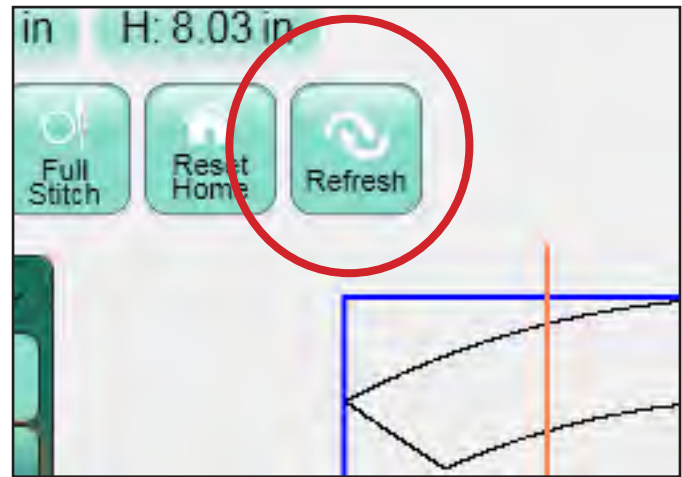 in H: 8.03 in
Full
Stitch
Reset
Home
Refresh